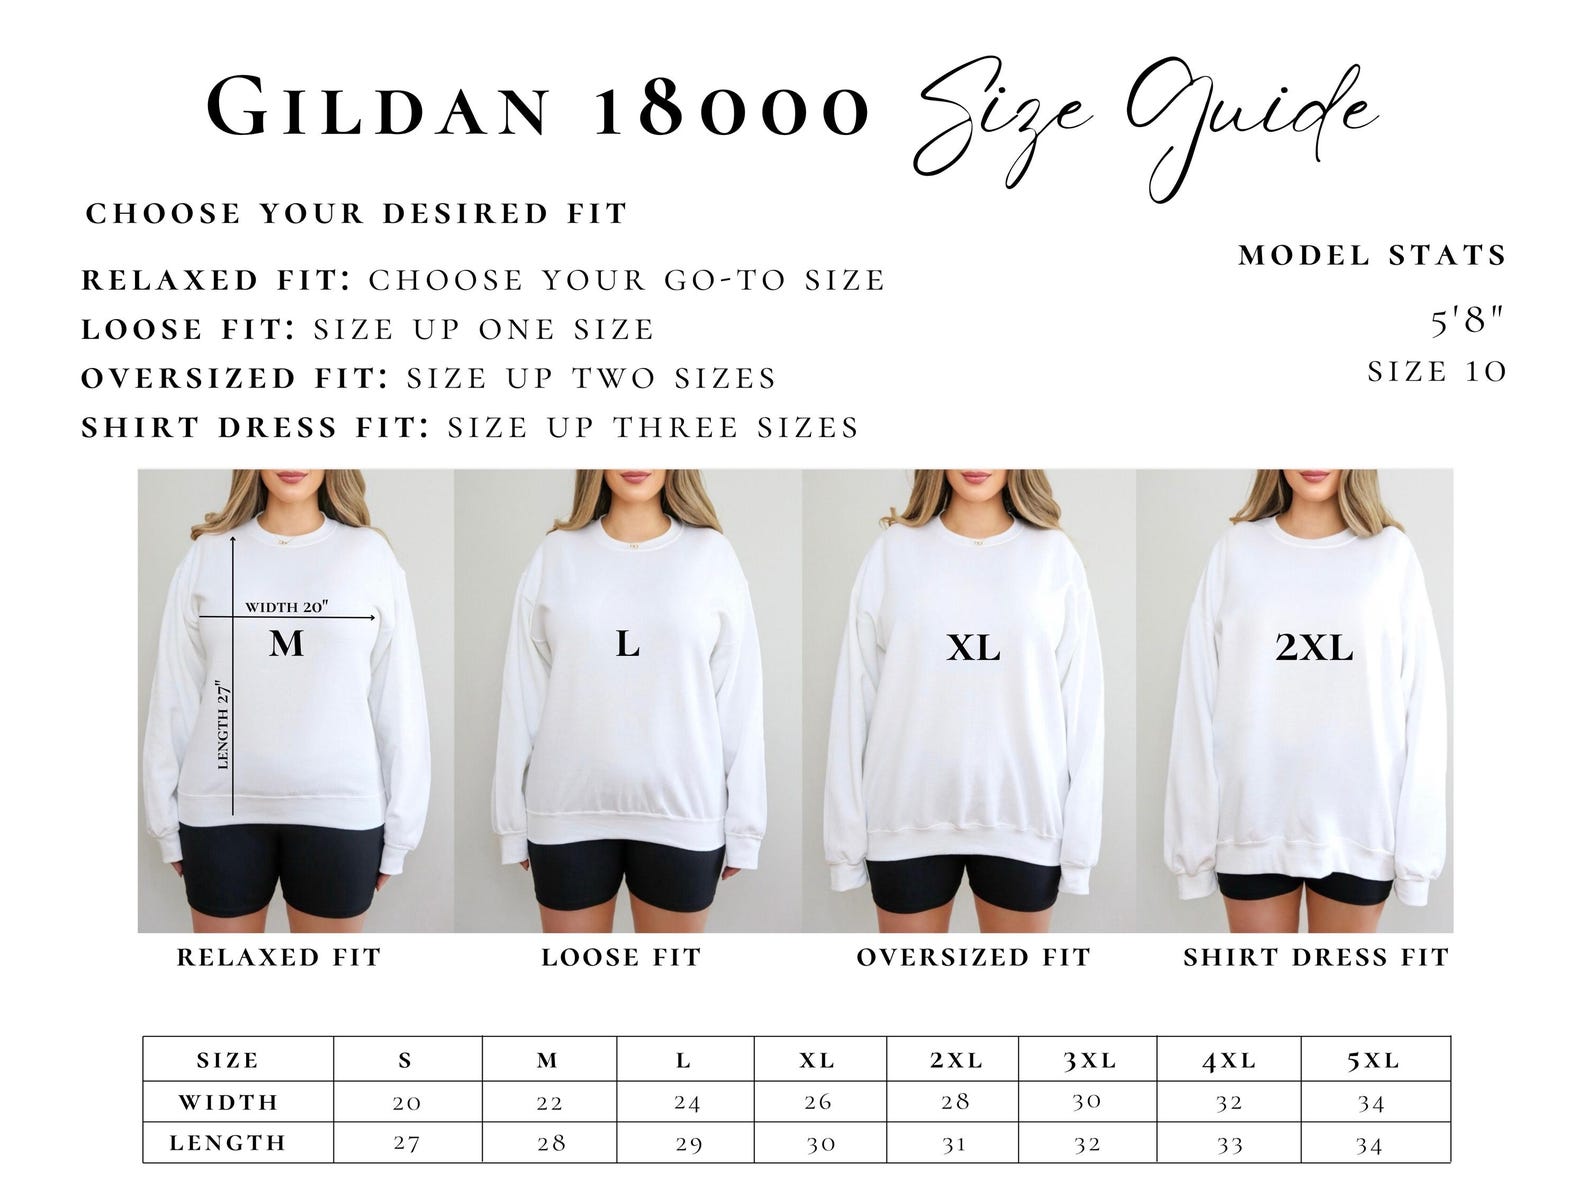 GILDAN 18000 Size Guide
CHOOSE YOUR DESIRED FIT
RELAXED FIT: CHOOSE YOUR GO-TO SIZE
LOOSE FIT: SIZE UP ONE SIZE
OVERSIZED FIT: SIZE UP TWO SIZES
SHIRT DRESS FIT: SIZE UP THREE SIZES
MODEL STATS
5'8"
SIZE 10
WIDTH 20"
LENGTH 27"
M L XL 2XL
RELAXED FIT LOOSE FIT OVERSIZED FIT SHIRT DRESS FIT
SIZE S M L XL 2XL 3XL 4XL 5XL
WIDTH 20 22 24 26 28 30 32 34
LENGTH 27 28 29 30 31 32 33 34